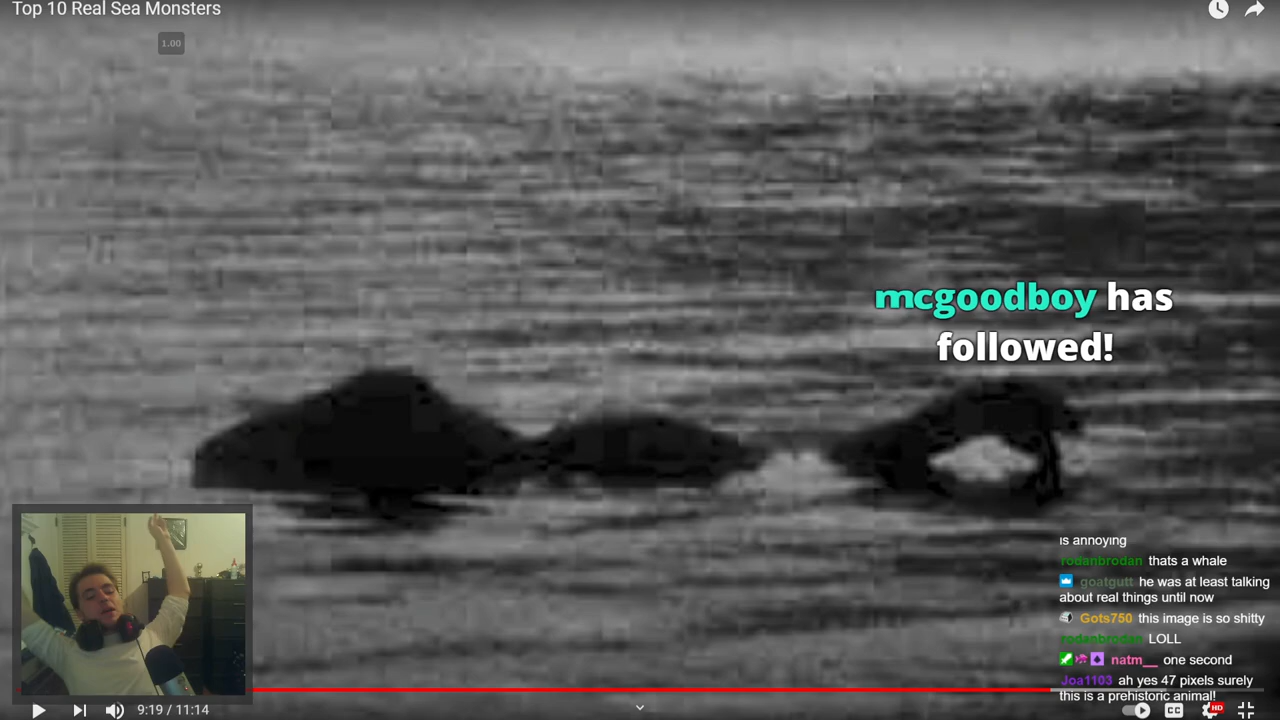 Top 10 Real Sea Monsters
1.00
mcgoodboy has
followed!
is annoying
rodanbrodan thats a whale
goatgutt he was at least talking
about real things until now
Gots750 this image is so shitty
rodanbrodan LOLL
natm__ one second
Joa1103 ah yes 47 pixels surely
this is a prehistoric animal!
9:19 / 11:14
CC
HD